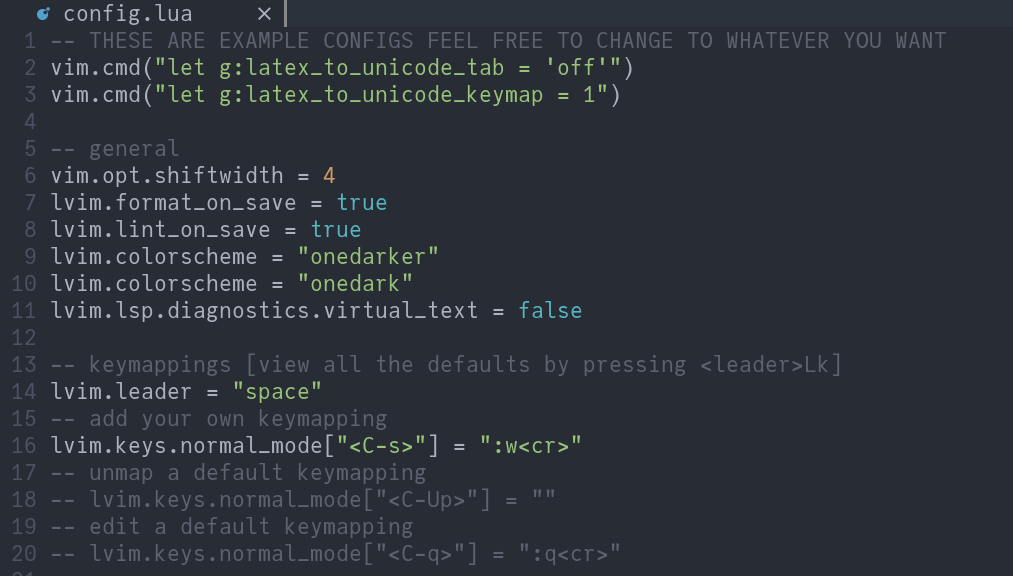 config.lua ×
1 -- THESE ARE EXAMPLE CONFIGS FEEL FREE TO CHANGE TO WHATEVER YOU WANT
2 vim.cmd("let g:latex_to_unicode_tab = 'off'")
3 vim.cmd("let g:latex_to_unicode_keymap = 1")
4
5 -- general
6 vim.opt.shiftwidth = 4
7 lvim.format_on_save = true
8 lvim.lint_on_save = true
9 lvim.colorscheme = "onedarker"
10 lvim.colorscheme = "onedark"
11 lvim.lsp.diagnostics.virtual_text = false
12
13 -- keymappings [view all the defaults by pressing <leader>Lk]
14 lvim.leader = "space"
15 -- add your own keymapping
16 lvim.keys.normal_mode["<C-s>"] = ":w<cr>"
17 -- unmap a default keymapping
18 -- lvim.keys.normal_mode["<C-Up>"] = ""
19 -- edit a default keymapping
20 -- lvim.keys.normal_mode["<C-q>"] = ":q<cr>"